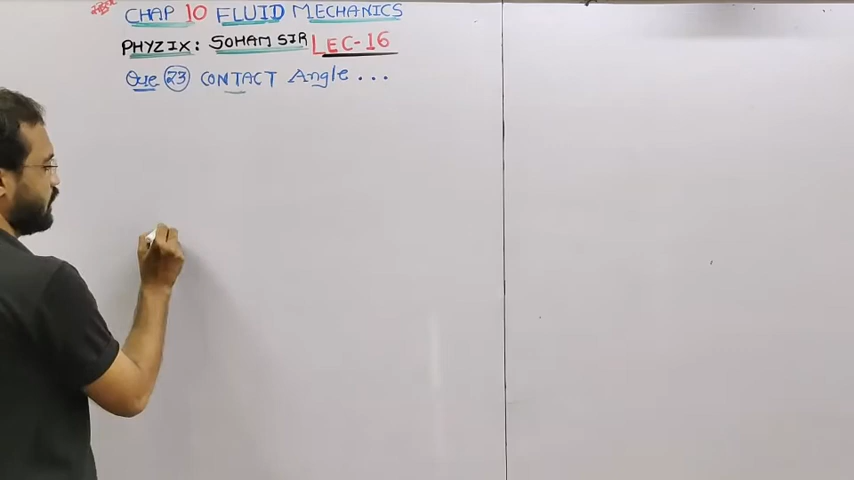 CHAP 10 FLUID MECHANICS
PHYZIX: SOHAM SIR LEC-16
Que 23 CONTACT Angle ...